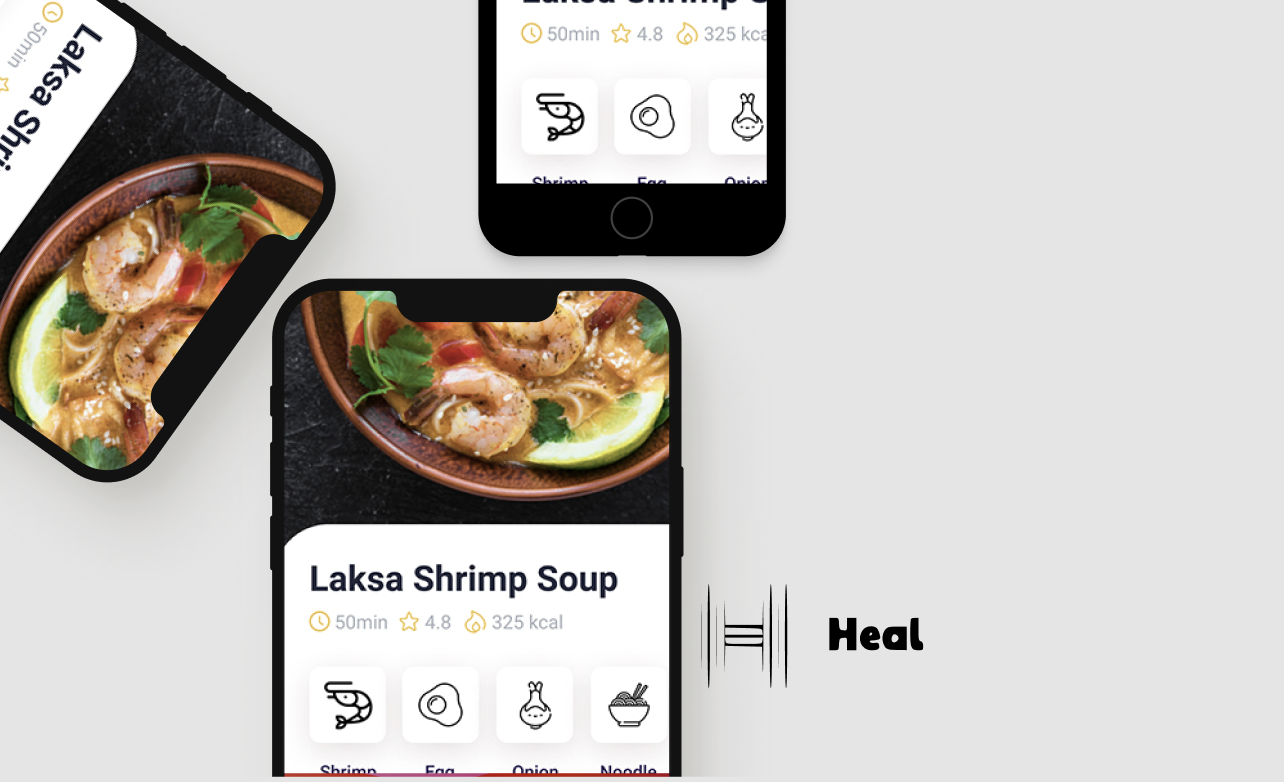 Laksa Shrimp S
50min 4.8 325 kca
Shrimp Egg Onion
50min
Laksa Shri
Laksa Shrimp Soup
50min 4.8 325 kcal
Shrimp Egg Onion Noodle
Heal